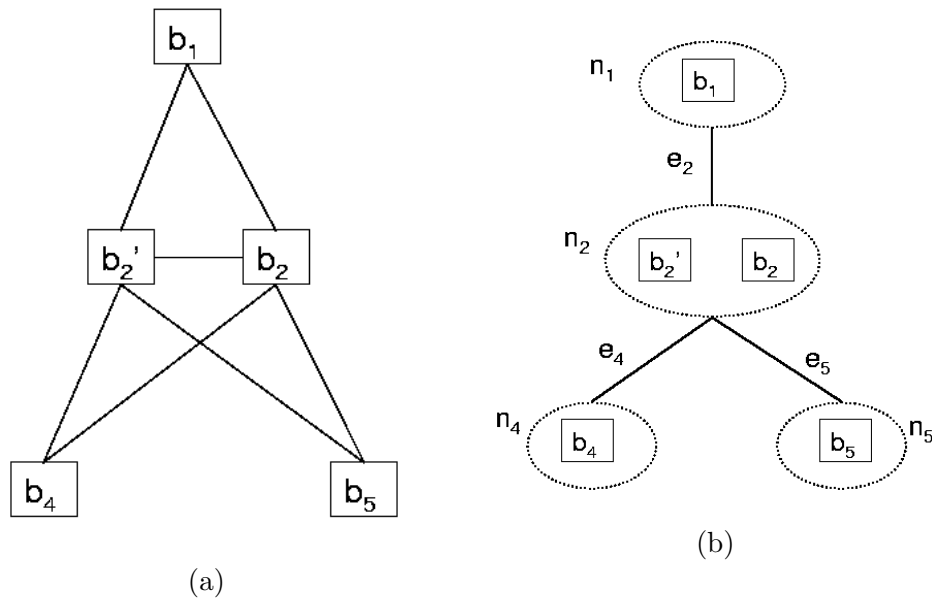 b₁
b₂' b₂
b₄ b₅
(a)
n₁ b₁
e₂
n₂ b₂' b₂
e₄ e₅
n₄ b₄ b₅ n₅
(b)